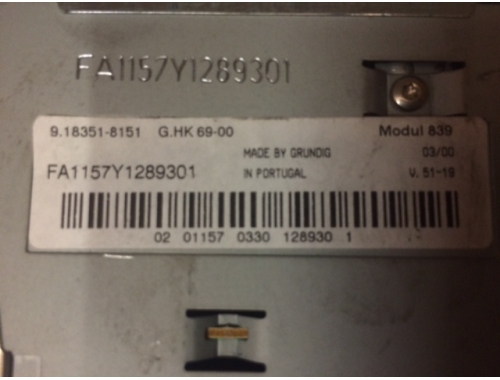 FA1157Y1289301
9.18351-8151 G.HK 69-00 Modul 839
MADE BY GRUNDIG 03/00
FA1157Y1289301 IN PORTUGAL V. 51-19
02 01157 0330 128930 1